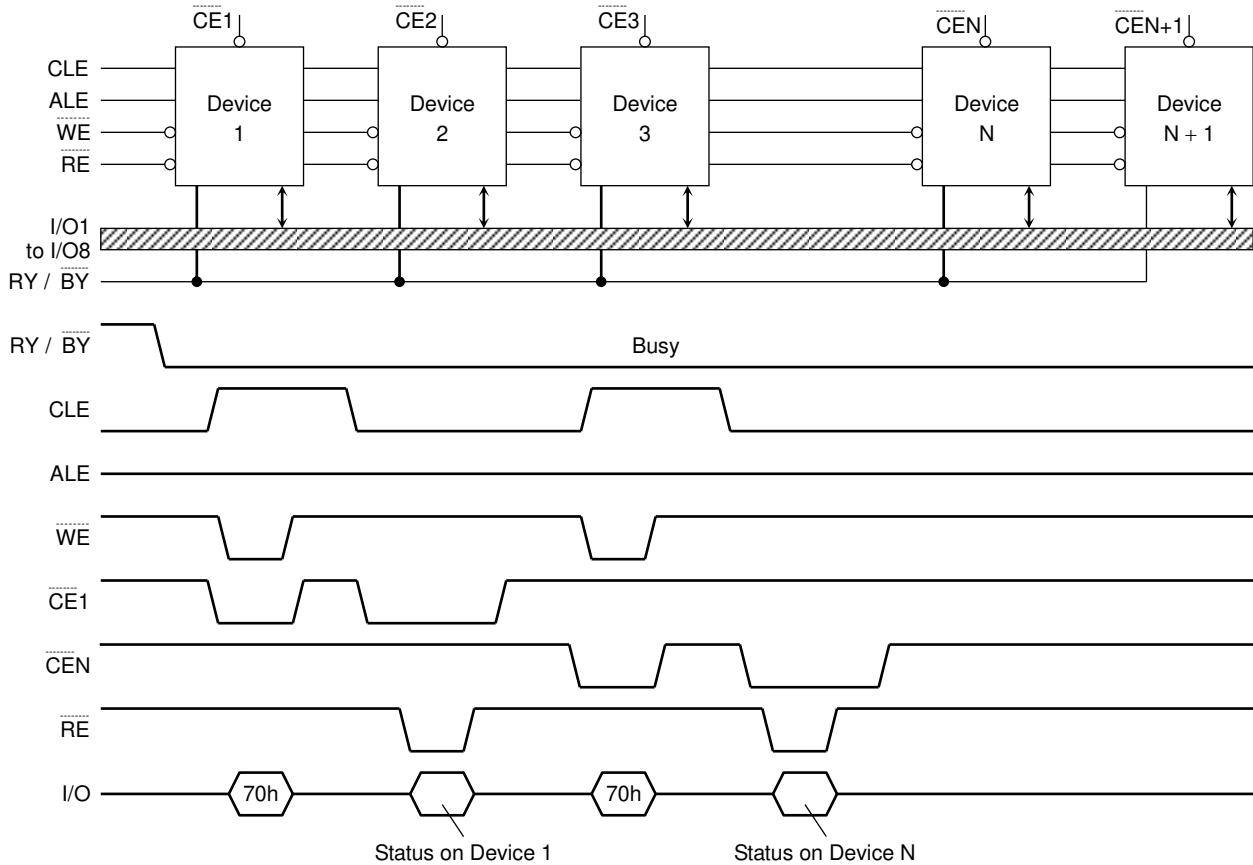 CE1 CE2 CE3 CEN CEN+1
CLE
ALE
WE
RE
Device
1
Device
2
Device
3
Device
N
Device
N + 1
I/O1
to I/O8
RY / BY
RY / BY
Busy
CLE
ALE
WE
CE1
CEN
RE
I/O
70h
70h
Status on Device 1
Status on Device N